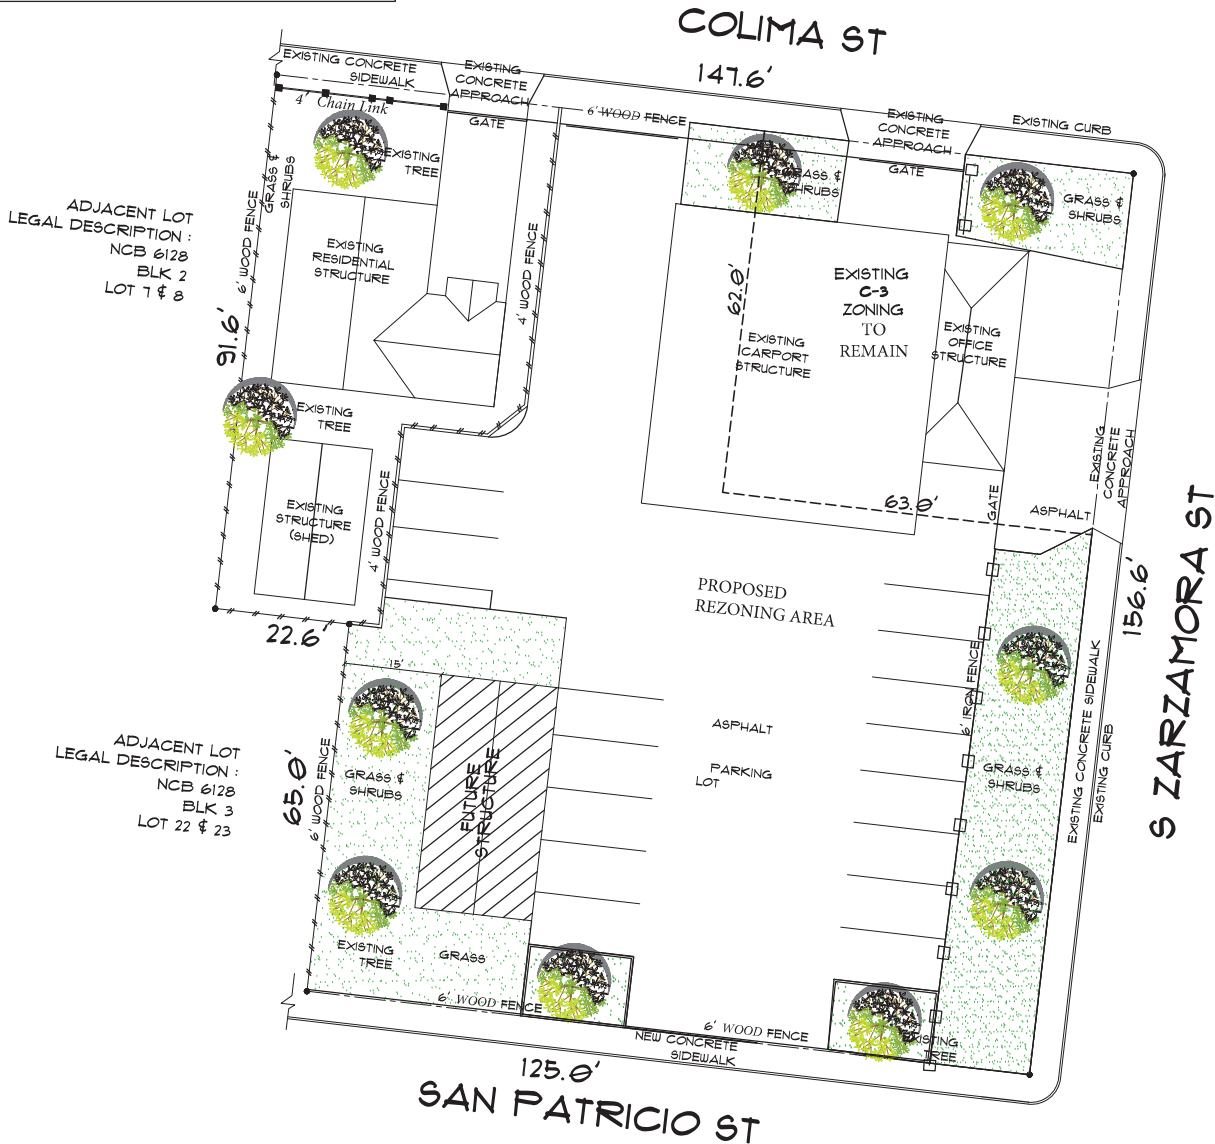 COLIMA ST
147.6'
EXISTING CONCRETE
SIDEWALK
EXISTING
CONCRETE
APPROACH
4' Chain Link
GATE
6' WOOD FENCE
EXISTING
CONCRETE
APPROACH
EXISTING CURB
GATE
EXISTING
TREE
GRASS &
SHRUBS
GRASS &
SHRUBS
GRASS &
SHRUBS
ADJACENT LOT
LEGAL DESCRIPTION :
NCB 6128
BLK 2
LOT 7 & 8
6' WOOD FENCE
91.6'
EXISTING
RESIDENTIAL
STRUCTURE
4' WOOD FENCE
62.0'
EXISTING
C-3
ZONING
TO
REMAIN
EXISTING
CARPORT
STRUCTURE
EXISTING
OFFICE
STRUCTURE
EXISTING
TREE
EXISTING
CONCRETE
APPROACH
EXISTING
STRUCTURE
(SHED)
4' WOOD FENCE
63.0'
GATE
ASPHALT
S ZARZAMORA ST
156.6'
PROPOSED
REZONING AREA
22.6'
15'
6' IRON FENCE
EXISTING CONCRETE SIDEWALK
EXISTING CURB
ADJACENT LOT
LEGAL DESCRIPTION :
NCB 6128
BLK 3
LOT 22 & 23
65.0'
6' WOOD FENCE
GRASS &
SHRUBS
FUTURE
STRUCTURE
ASPHALT
PARKING
LOT
GRASS &
SHRUBS
EXISTING
TREE
GRASS
6' WOOD FENCE
6' WOOD FENCE
NEW CONCRETE
SIDEWALK
EXISTING
TREE
125.0'
SAN PATRICIO ST